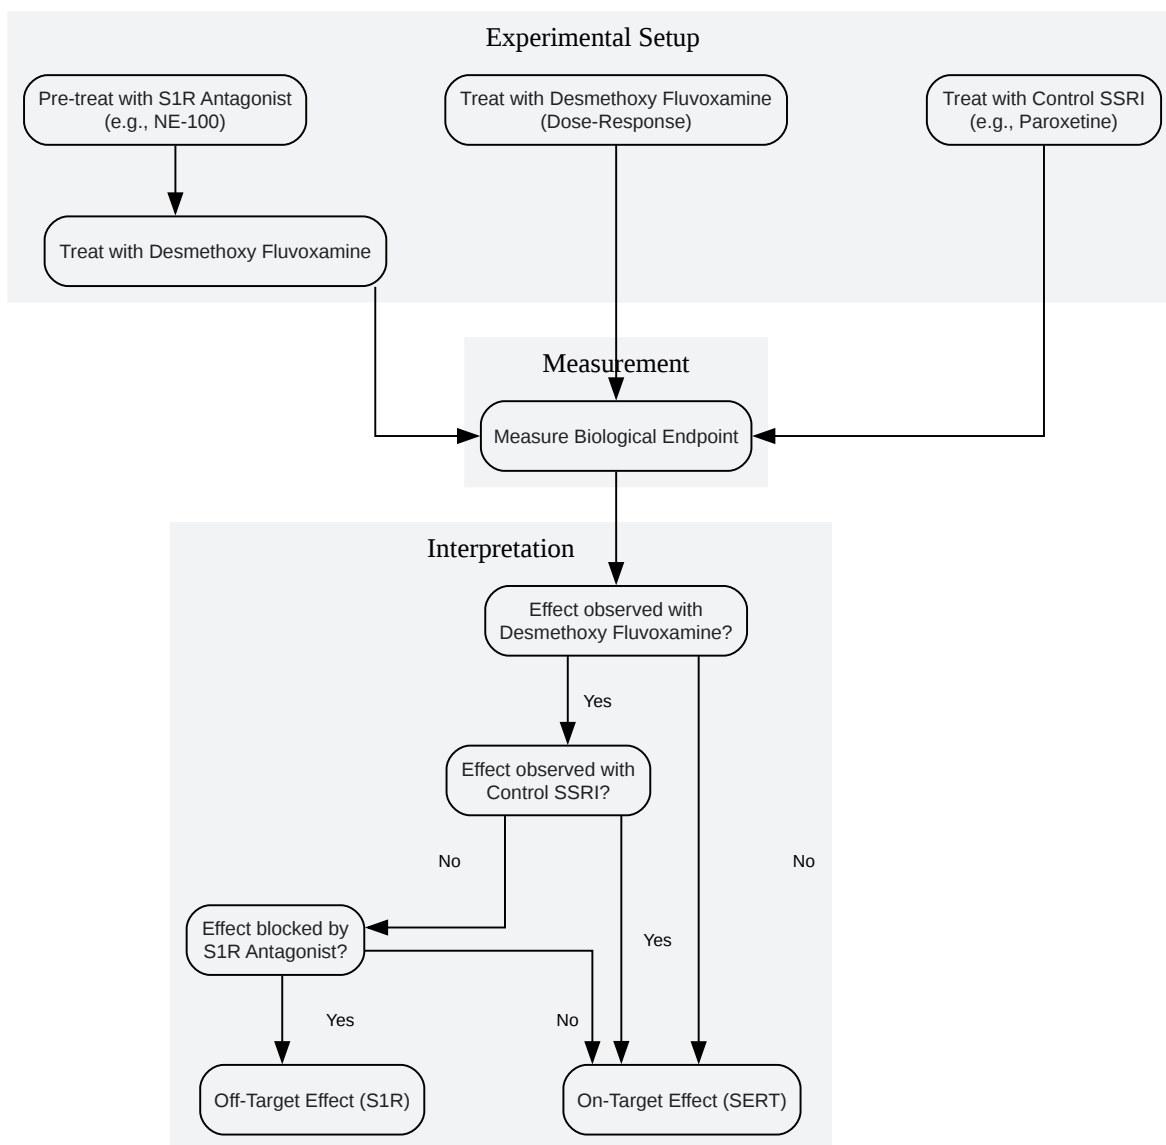 Experimental Setup
Pre-treat with S1R Antagonist
(e.g., NE-100)
Treat with Desmethoxy Fluvoxamine
(Dose-Response)
Treat with Control SSRI
(e.g., Paroxetine)
Treat with Desmethoxy Fluvoxamine
Measurement
Measure Biological Endpoint
Interpretation
Effect observed with
Desmethoxy Fluvoxamine?
Yes
Effect observed with
Control SSRI?
No
No
Effect blocked by
S1R Antagonist?
Yes
Yes
No
Off-Target Effect (S1R)
On-Target Effect (SERT)